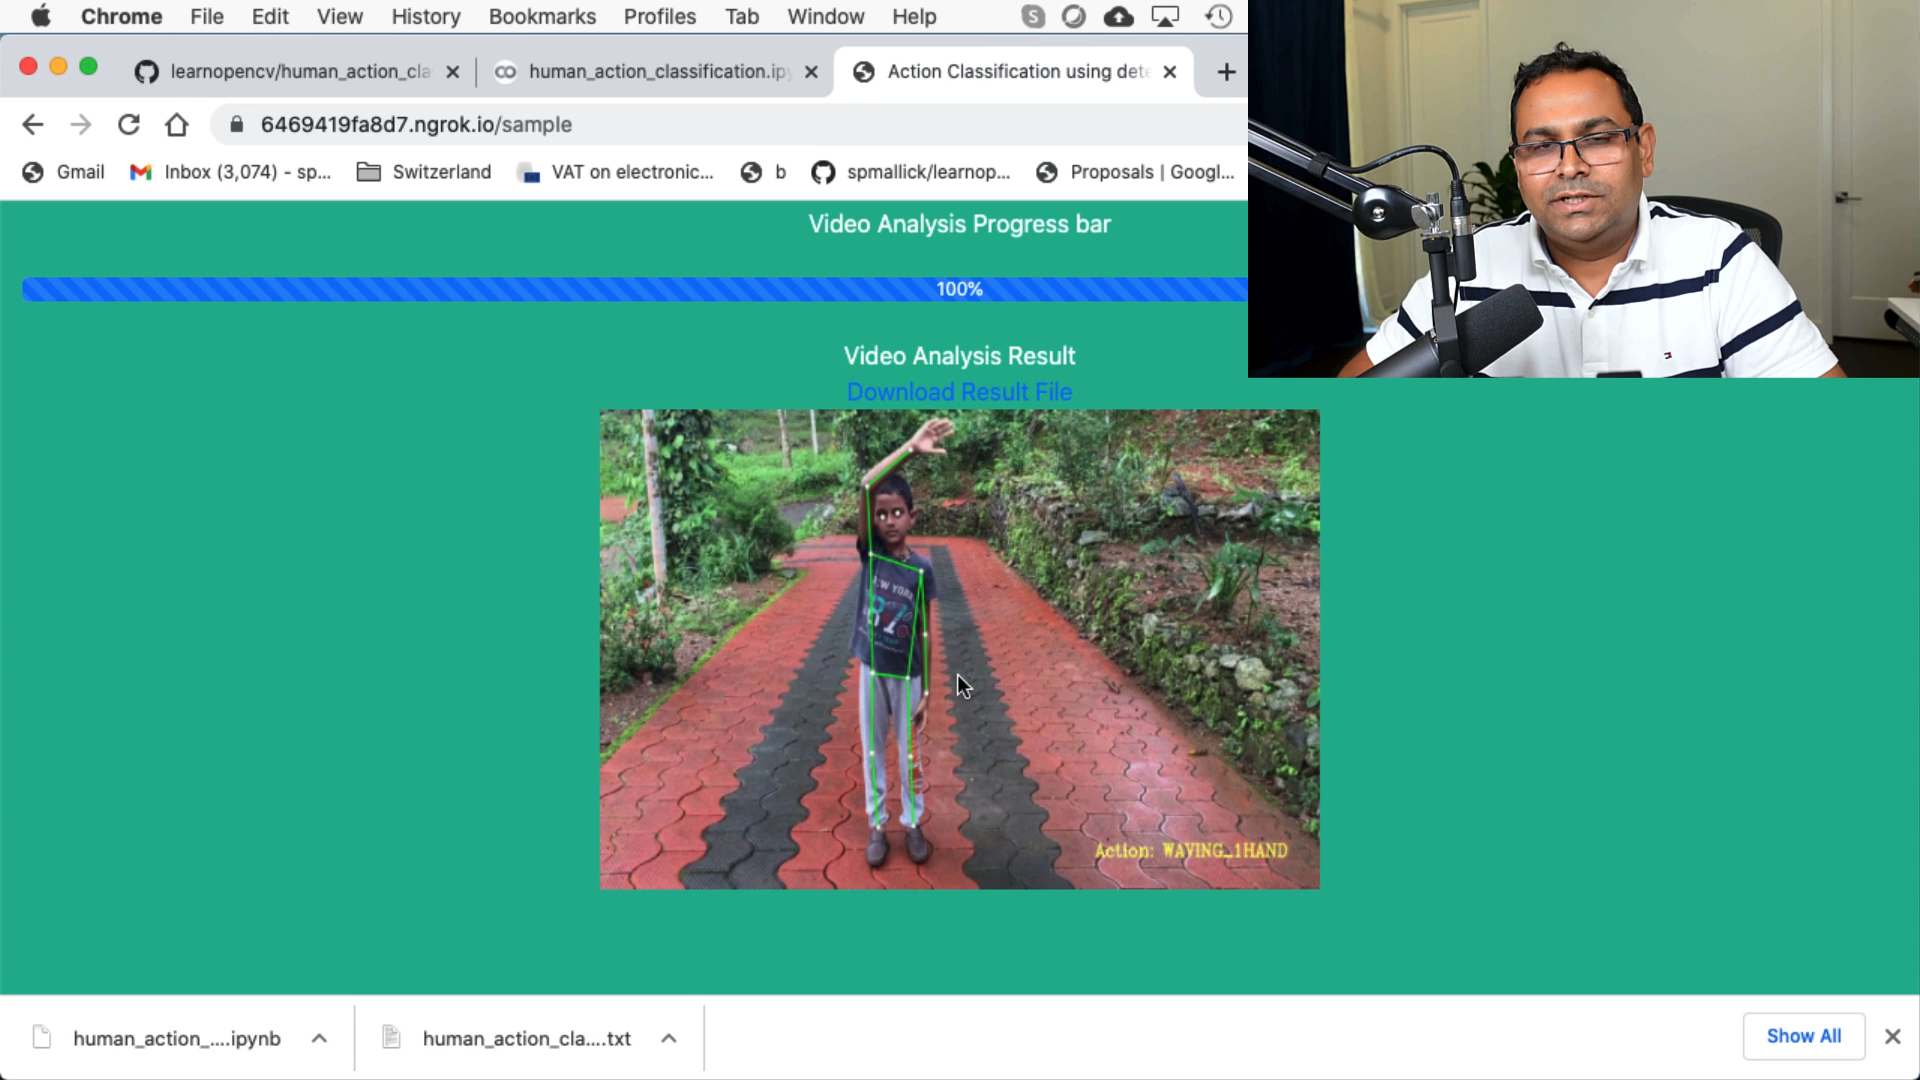 Chrome File Edit View History Bookmarks Profiles Tab Window Help
learnopencv/human_action_cla
human_action_classification.ipy
Action Classification using dete
6469419fa8d7.ngrok.io/sample
Gmail
Inbox (3,074) - sp...
Switzerland
VAT on electronic...
b
spmallick/learnop...
Proposals | Googl...
Video Analysis Progress bar
100%
Video Analysis Result
Download Result File
Action: WAVING_1HAND
human_action_....ipynb
human_action_cla....txt
Show All